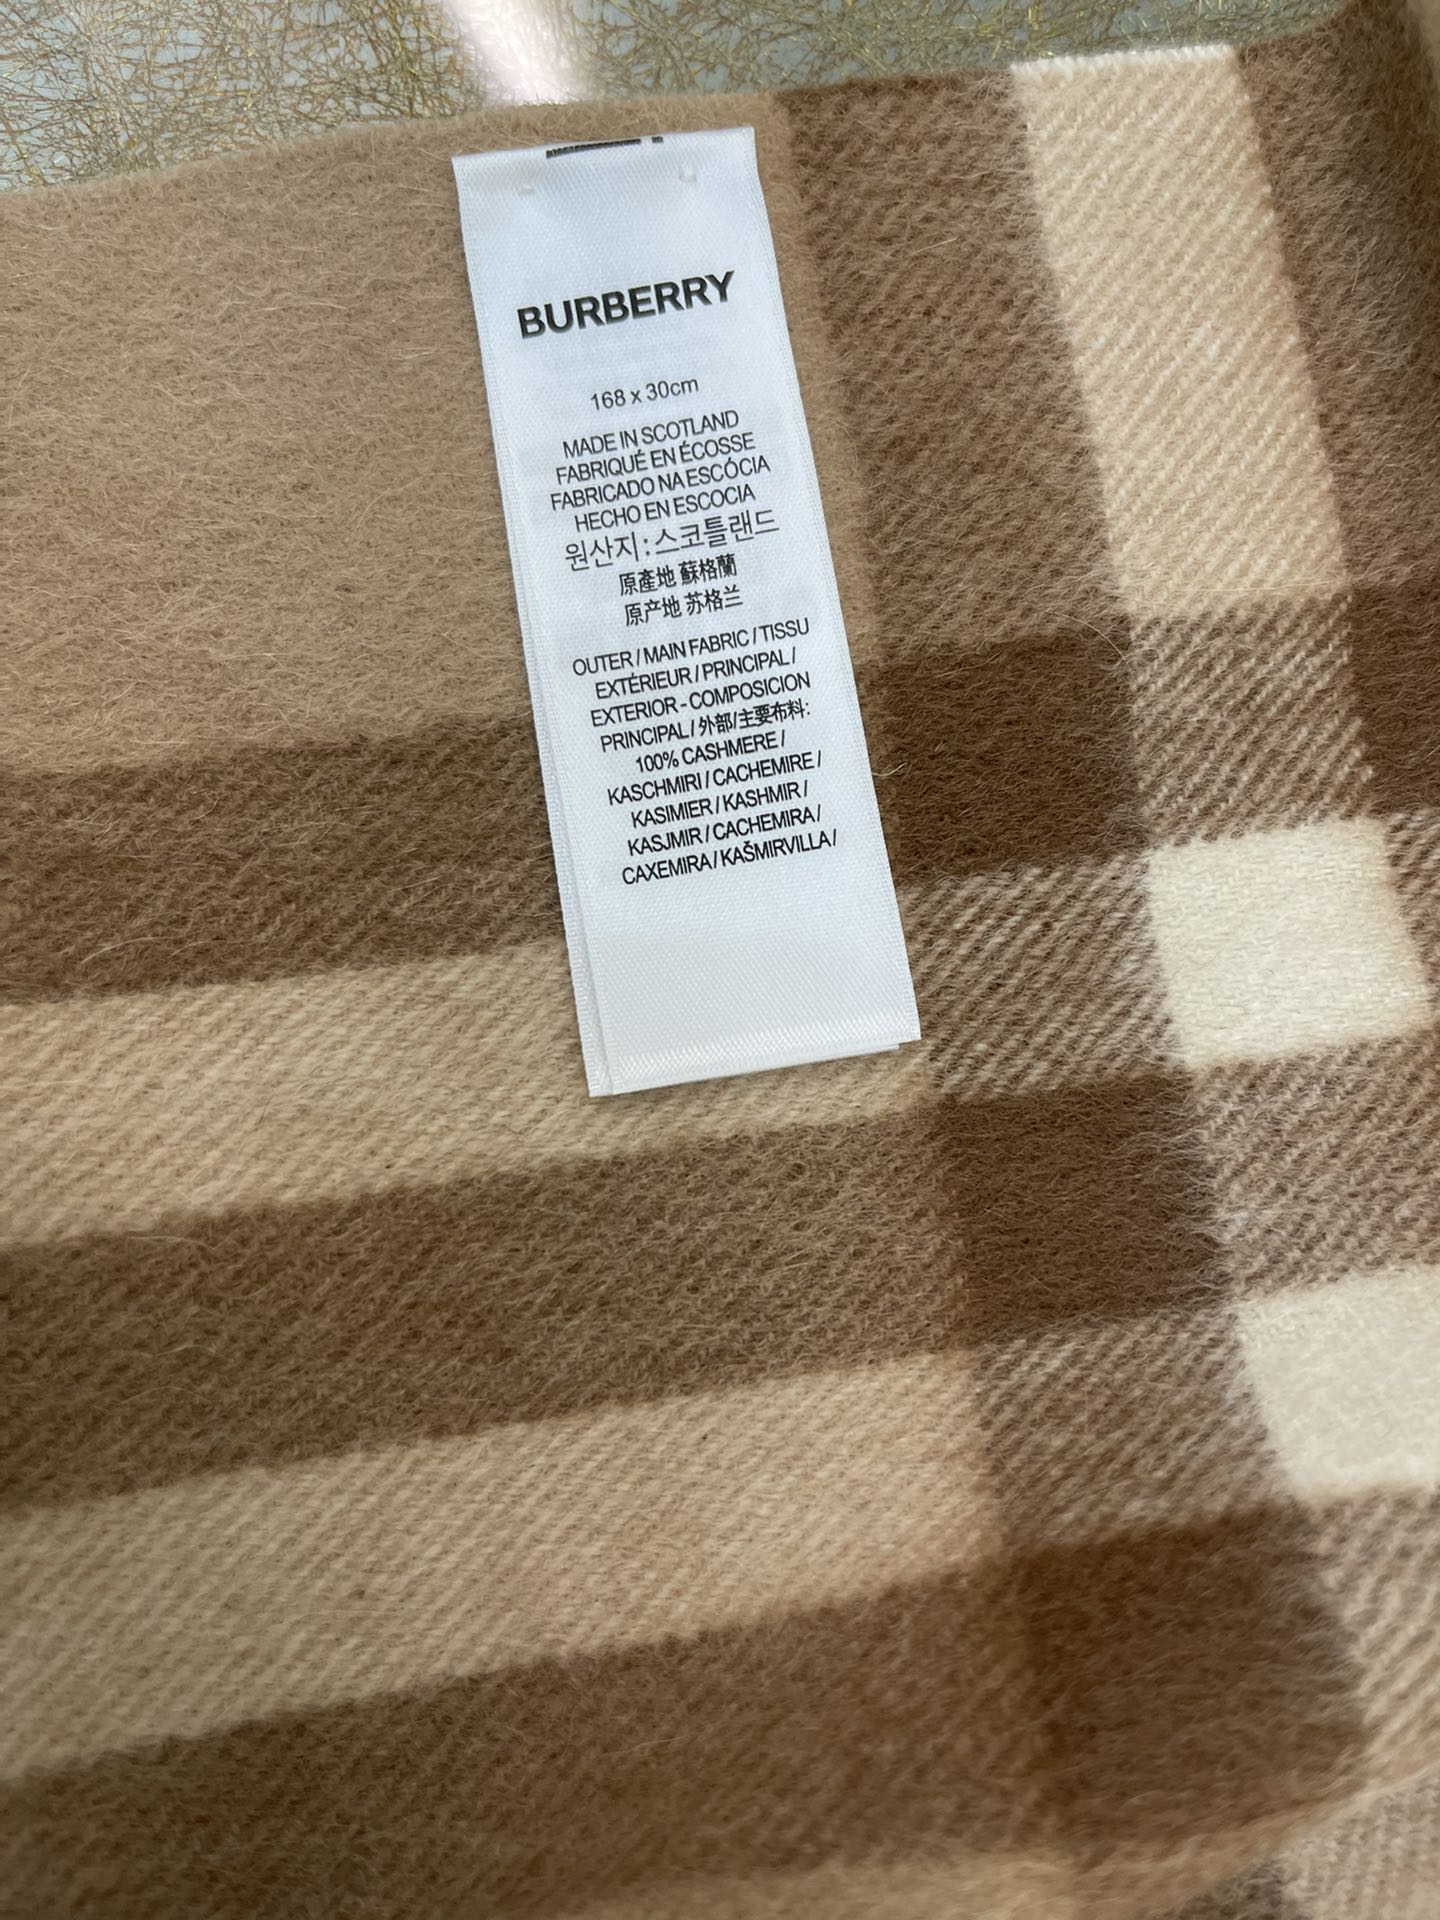 BURBERRY
168 x 30cm
MADE IN SCOTLAND
FABRIQUÉ EN ÉCOSSE
FABRICADO NA ESCÓCIA
HECHO EN ESCOCIA
원산지:스코틀랜드
原產地 蘇格蘭
原产地 苏格兰
OUTER / MAIN FABRIC / TISSU
EXTÉRIEUR / PRINCIPAL /
EXTERIOR - COMPOSICION
PRINCIPAL / 外部/主要布料:
100% CASHMERE /
KASCHMIRI / CACHEMIRE /
KASIMIER / KASHMIR /
KASJMIR / CACHEMIRA /
CAXEMIRA / KAŠMIRVILLA /